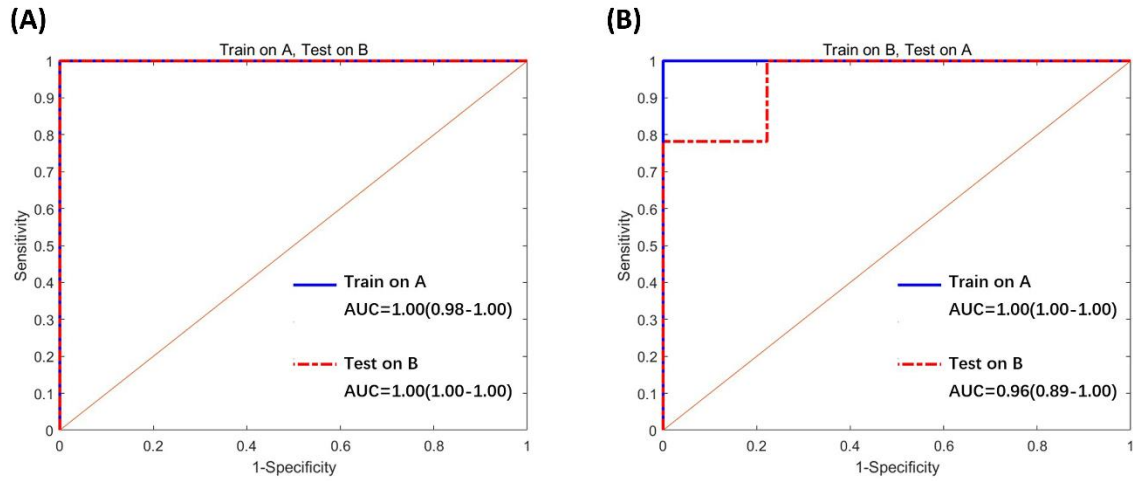 (A)
Train on A, Test on B
1
0.9
0.8
0.7
0.6
0.5
0.4
0.3
0.2
0.1
0
Sensitivity
Train on A
AUC=1.00(0.98-1.00)
Test on B
AUC=1.00(1.00-1.00)
0 0.2 0.4 0.6 0.8 1
1-Specificity
(B)
Train on B, Test on A
1
0.9
0.8
0.7
0.6
0.5
0.4
0.3
0.2
0.1
0
Sensitivity
Train on A
AUC=1.00(1.00-1.00)
Test on B
AUC=0.96(0.89-1.00)
0 0.2 0.4 0.6 0.8 1
1-Specificity